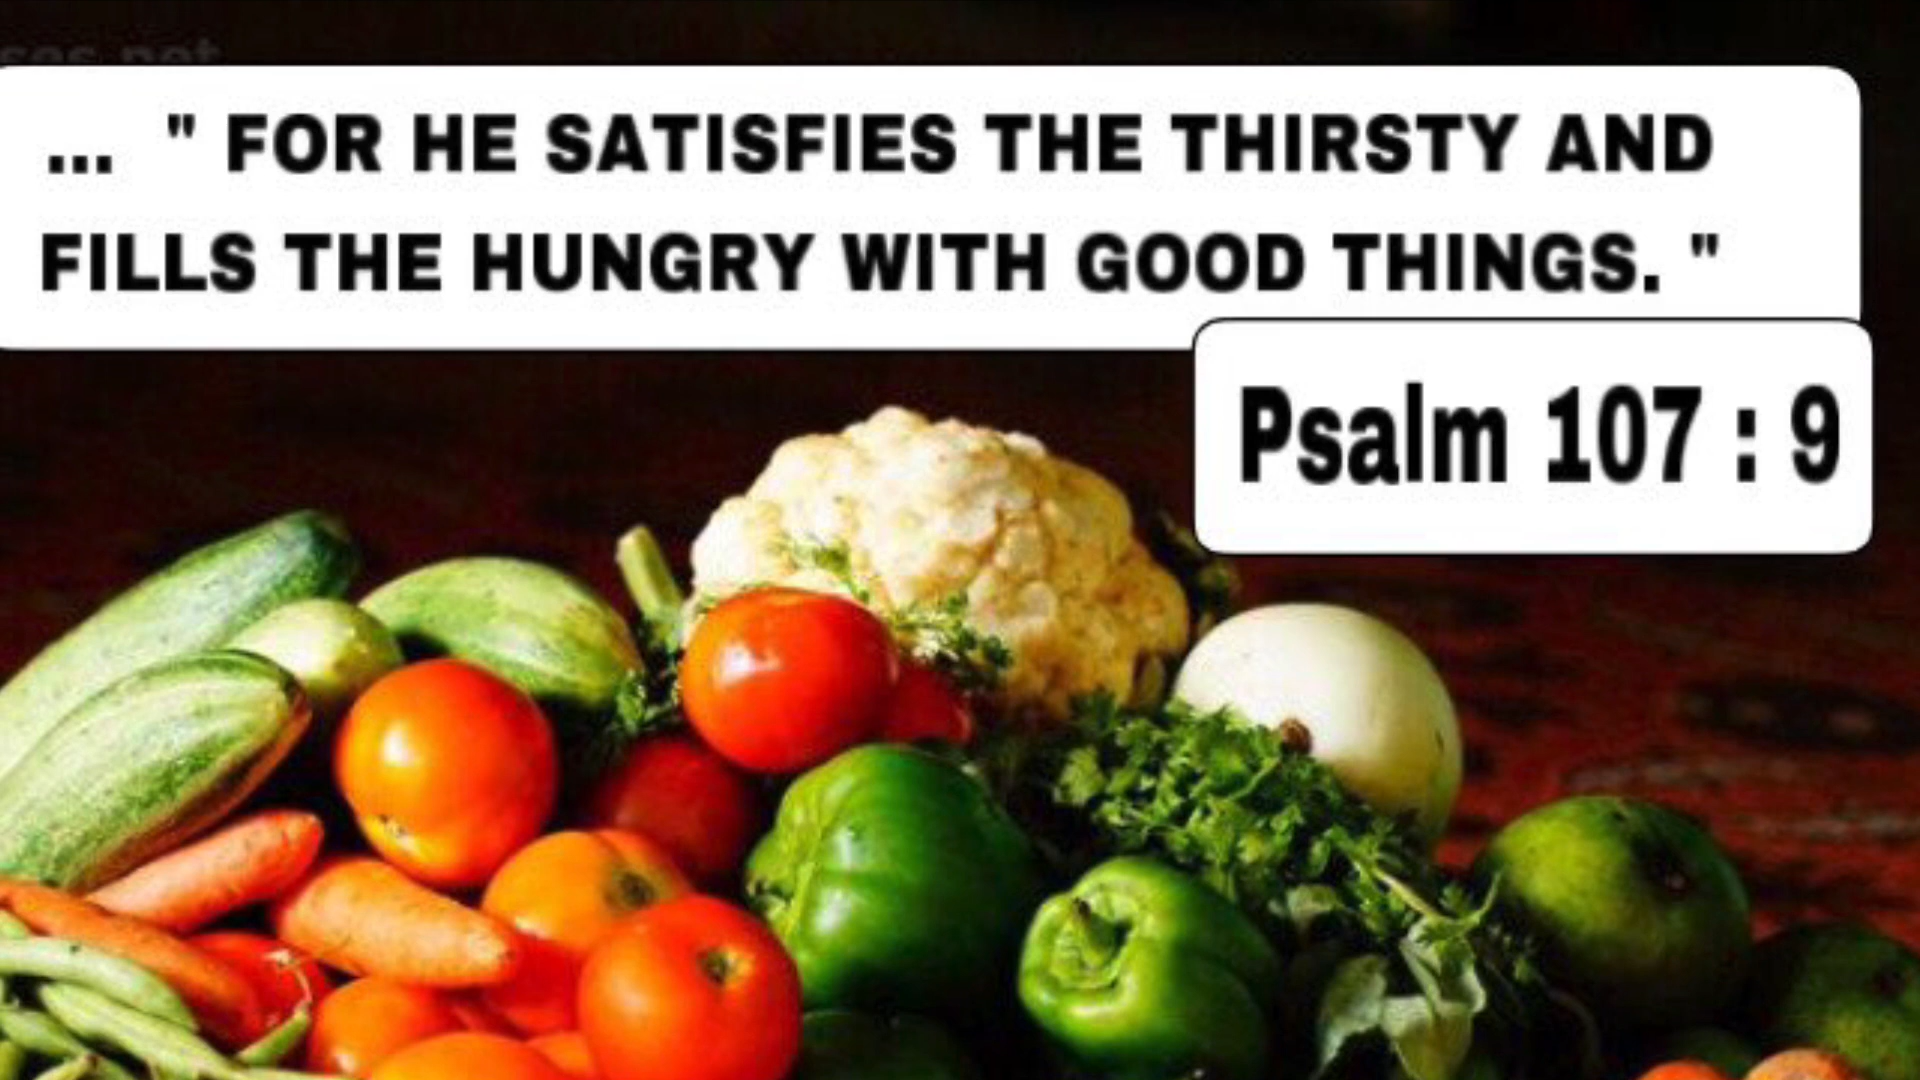 ... " FOR HE SATISFIES THE THIRSTY AND
FILLS THE HUNGRY WITH GOOD THINGS. "
Psalm 107 : 9